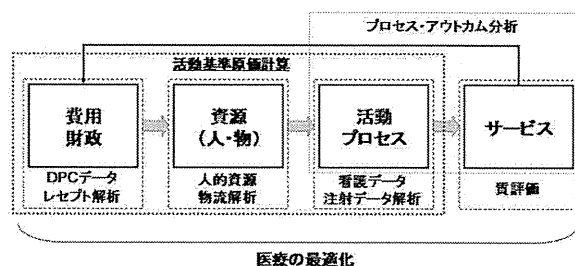 プロセス・アウトカム分析
活動基準原価計算
費用
財政
資源
(人・物)
活動
プロセス
サービス
DPCデータ
レセプト解析
人的資源
物流解析
看護データ
注射データ解析
質評価
医療の最適化